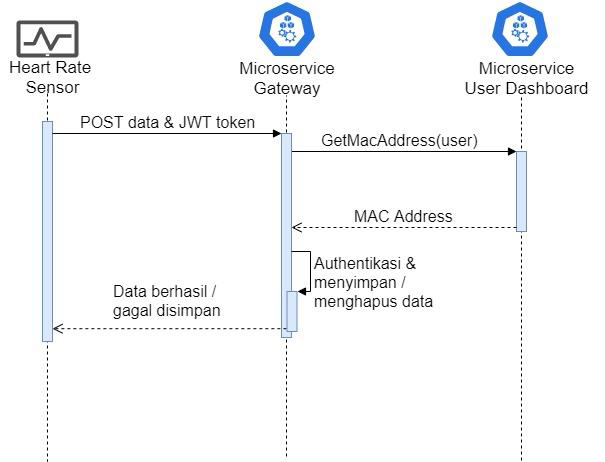 Heart Rate
Sensor
Microservice
Gateway
Microservice
User Dashboard
POST data & JWT token
GetMacAddress(user)
MAC Address
Authentikasi &
menyimpan /
menghapus data
Data berhasil /
gagal disimpan